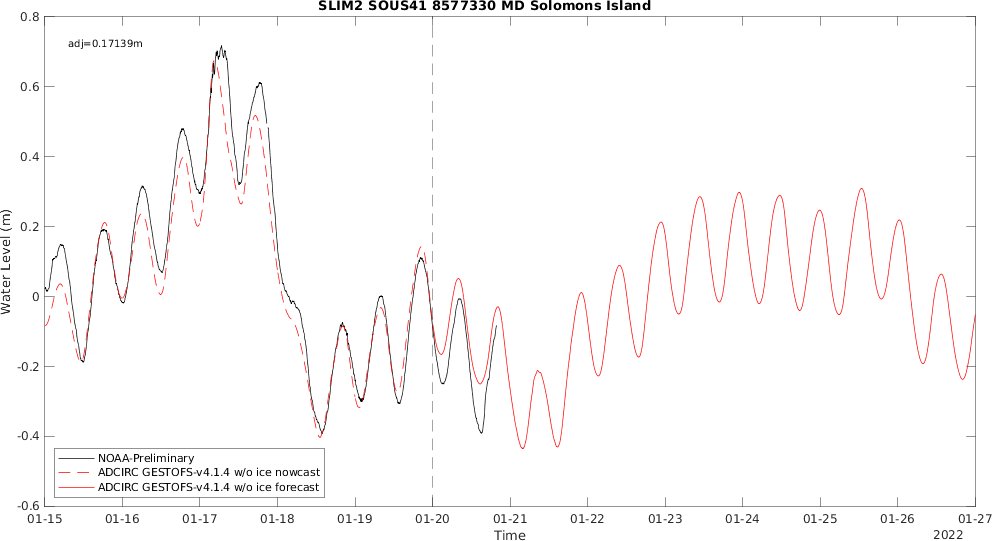 SLIM2 SOUS41 8577330 MD Solomons Island
adj=0.17139m
0.8
0.6
0.4
0.2
0
-0.2
-0.4
-0.6
Water Level (m)
NOAA-Preliminary
ADCIRC GESTOFS-v4.1.4 w/o ice nowcast
ADCIRC GESTOFS-v4.1.4 w/o ice forecast
01-15 01-16 01-17 01-18 01-19 01-20 01-21 01-22 01-23 01-24 01-25 01-26 01-27
Time
2022